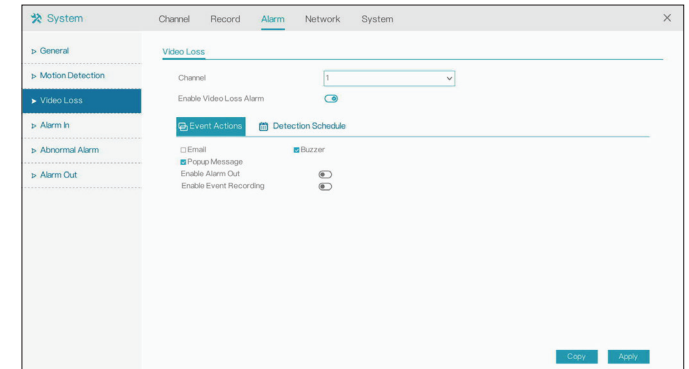 System
Channel Record Alarm Network System
General
Motion Detection
Video Loss
Alarm In
Abnormal Alarm
Alarm Out
Video Loss
Channel 1
Enable Video Loss Alarm
Event Actions Detection Schedule
Email Buzzer
Popup Message
Enable Alarm Out
Enable Event Recording
Copy Apply